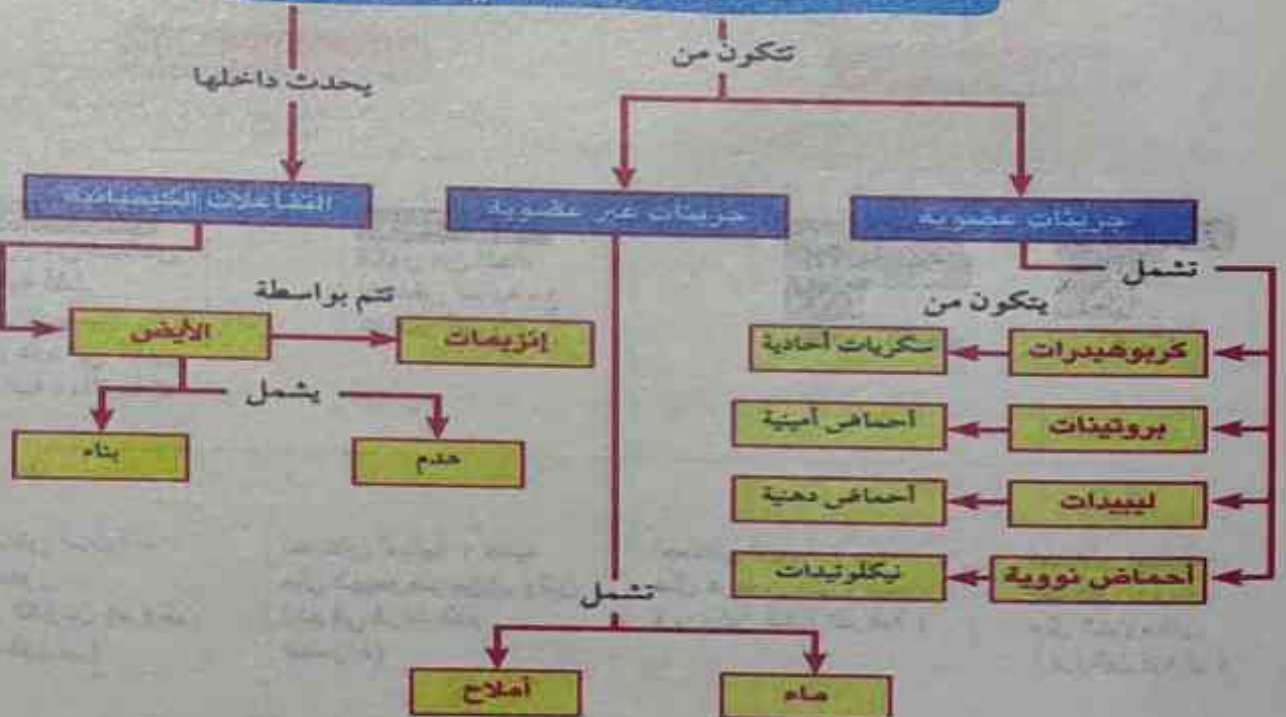 تتكون من
يحدث داخلها
جزيئات عضوية
جزيئات غير عضوية
التفاعلات الكيميائية
تشمل
يتكون من
كربوهيدرات
سكريات أحادية
بروتينات
أحماض أمينية
ليبيدات
أحماض دهنية
أحماض نووية
نيكلوتيدات
تشمل
ماء
أملاح
الأيض
تتم بواسطة
إنزيمات
يشمل
هدم
بناء